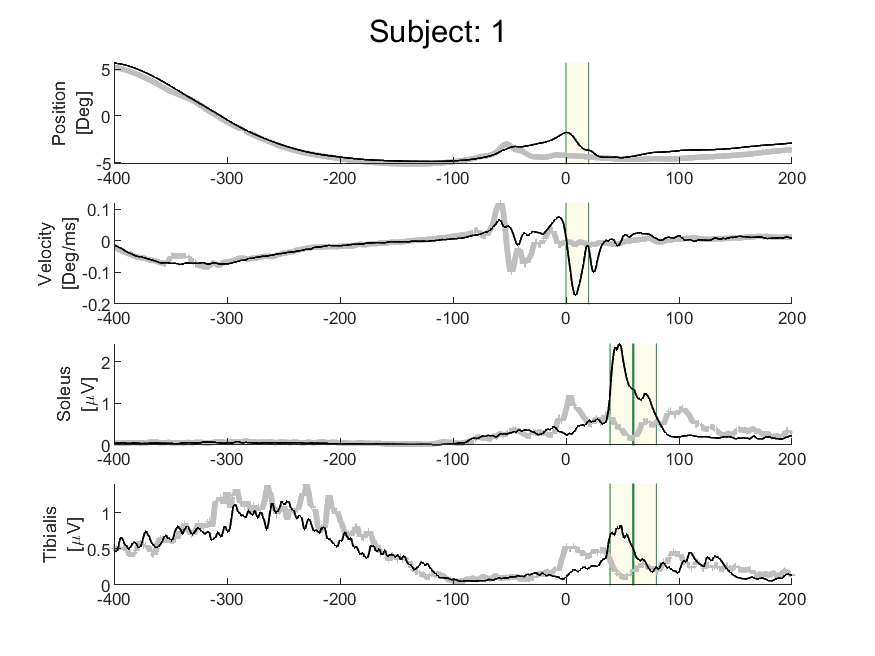 Subject: 1
Position
[Deg]
5
0
-5
-400 -300 -200 -100 0 100 200
Velocity
[Deg/ms]
0.1
0
-0.1
-0.2
-400 -300 -200 -100 0 100 200
Soleus
[μV]
2
1
0
-400 -300 -200 -100 0 100 200
Tibialis
[μV]
1
0.5
0
-400 -300 -200 -100 0 100 200